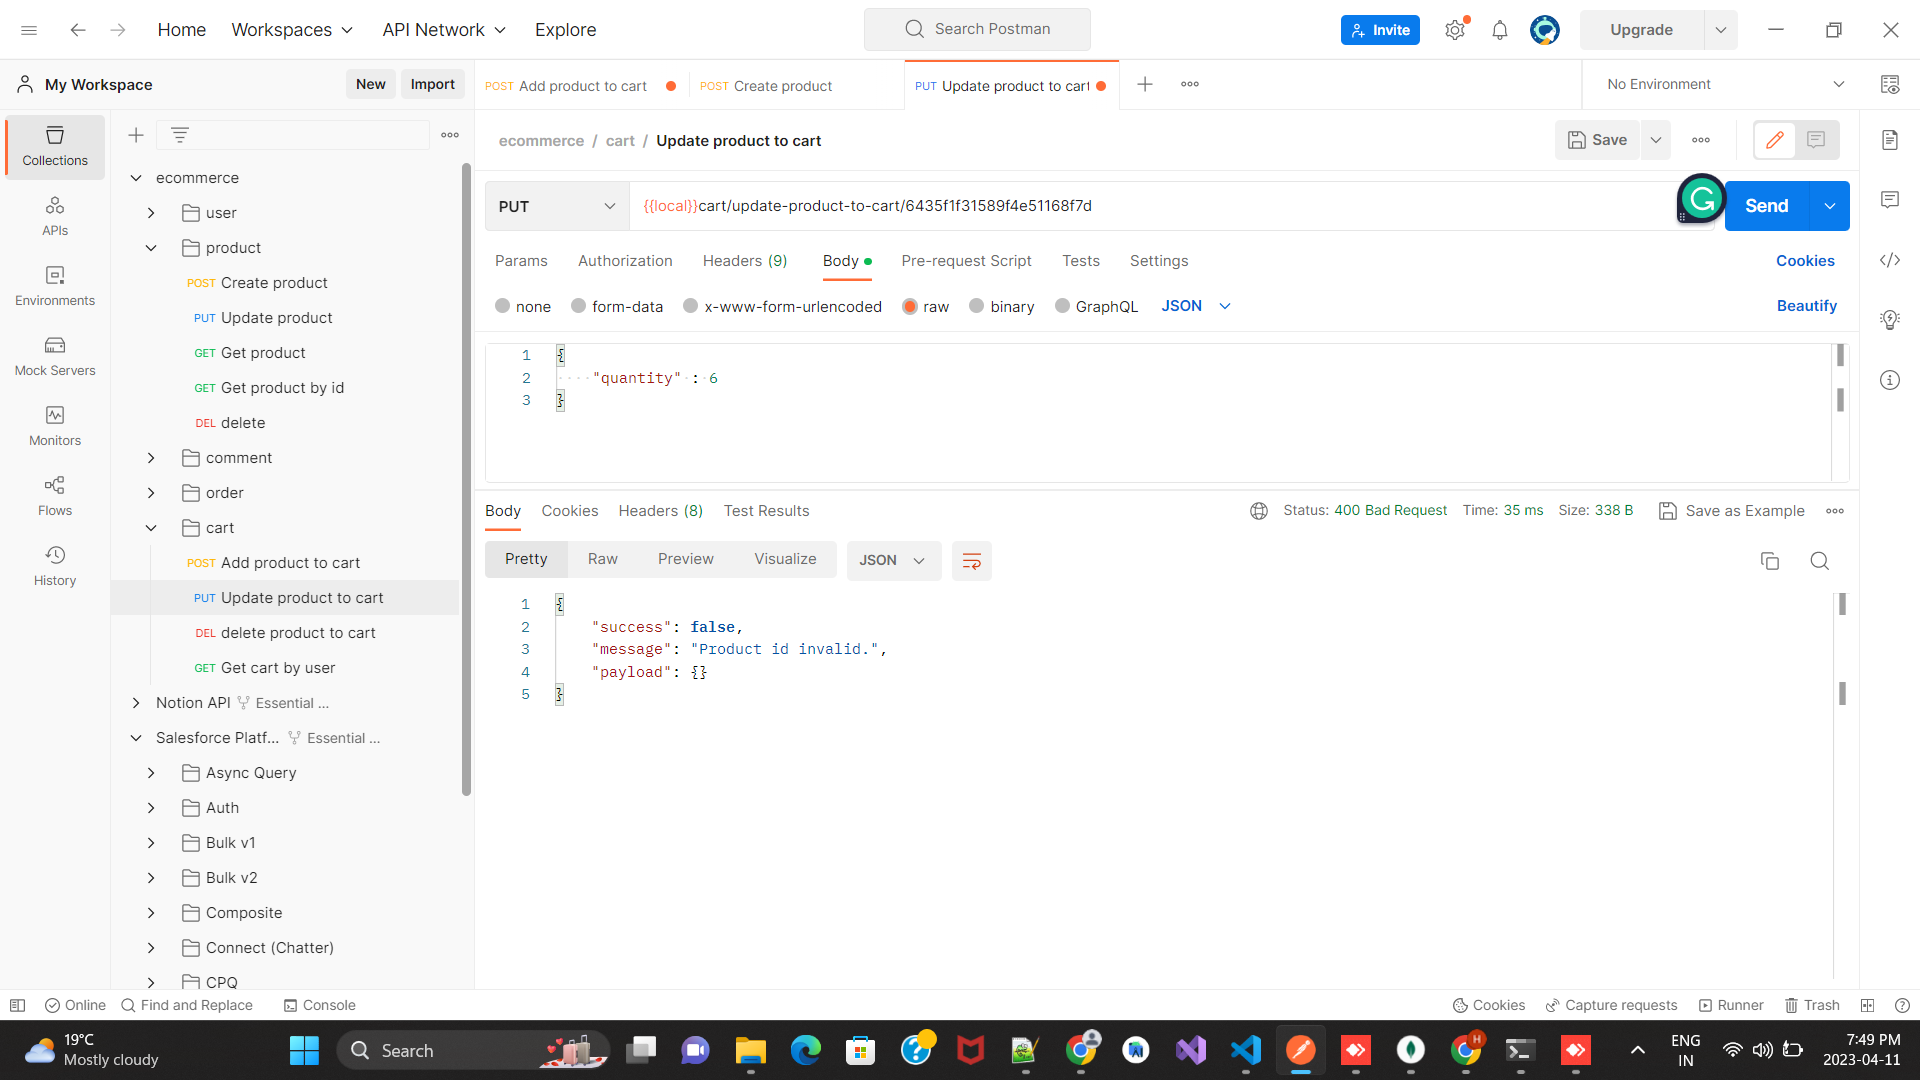 Home
Workspaces
API Network
Explore
Search Postman
Invite
Upgrade
My Workspace
New
Import
POST Add product to cart
POST Create product
PUT Update product to cart
No Environment
ecommerce / cart / Update product to cart
Save
PUT
{{local}}cart/update-product-to-cart/6435f1f31589f4e51168f7d
Send
Params
Authorization
Headers (9)
Body
Pre-request Script
Tests
Settings
Cookies
none
form-data
x-www-form-urlencoded
raw
binary
GraphQL
JSON
Beautify
1 {
2 "quantity" : 6
3 }
Body
Cookies
Headers (8)
Test Results
Status: 400 Bad Request
Time: 35 ms
Size: 338 B
Save as Example
Pretty
Raw
Preview
Visualize
JSON
1 {
2 "success": false,
3 "message": "Product id invalid.",
4 "payload": {}
5 }
Collections
APIs
Environments
Mock Servers
Monitors
Flows
History
ecommerce
user
product
POST Create product
PUT Update product
GET Get product
GET Get product by id
DEL delete
comment
order
cart
POST Add product to cart
PUT Update product to cart
DEL delete product to cart
GET Get cart by user
Notion API Essential ...
Salesforce Platf... Essential ...
Async Query
Auth
Bulk v1
Bulk v2
Composite
Connect (Chatter)
CPQ
Online
Find and Replace
Console
Cookies
Capture requests
Runner
Trash
19°C
Mostly cloudy
Search
H
ENG
IN
7:49 PM
2023-04-11